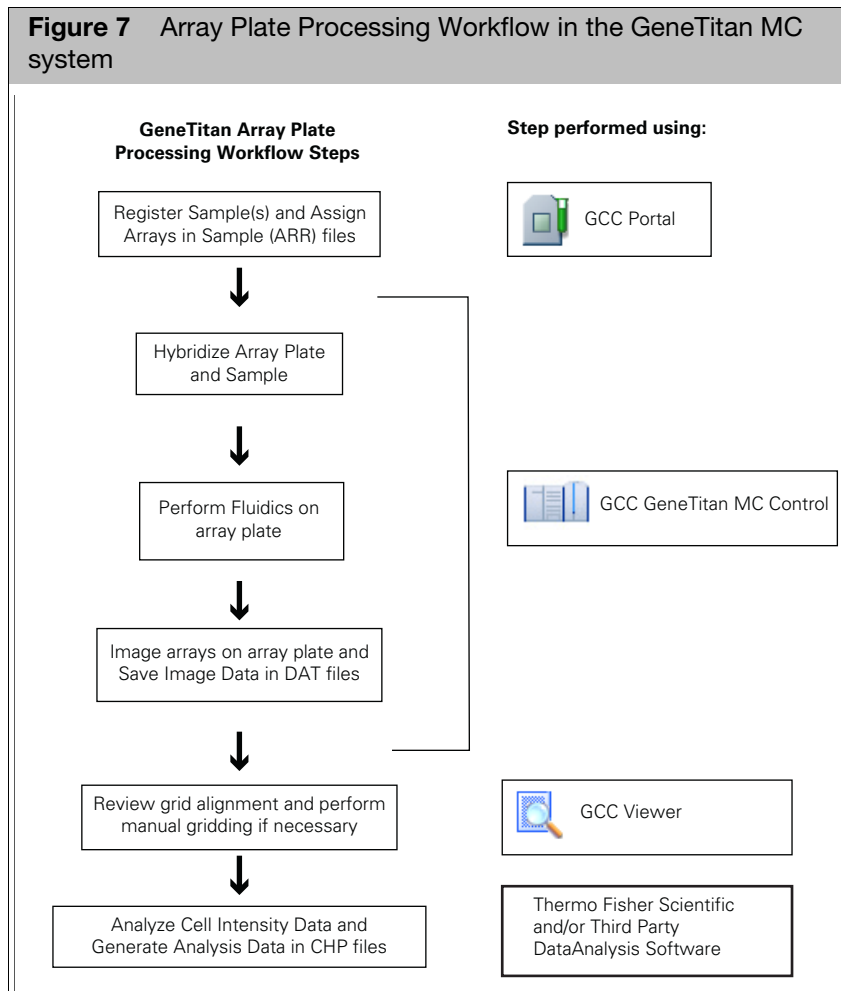 Figure 7 Array Plate Processing Workflow in the GeneTitan MC
system
GeneTitan Array Plate
Processing Workflow Steps
Step performed using:
Register Sample(s) and Assign
Arrays in Sample (ARR) files
GCC Portal
Hybridize Array Plate
and Sample
Perform Fluidics on
array plate
GCC GeneTitan MC Control
Image arrays on array plate and
Save Image Data in DAT files
Review grid alignment and perform
manual gridding if necessary
GCC Viewer
Analyze Cell Intensity Data and
Generate Analysis Data in CHP files
Thermo Fisher Scientific
and/or Third Party
DataAnalysis Software